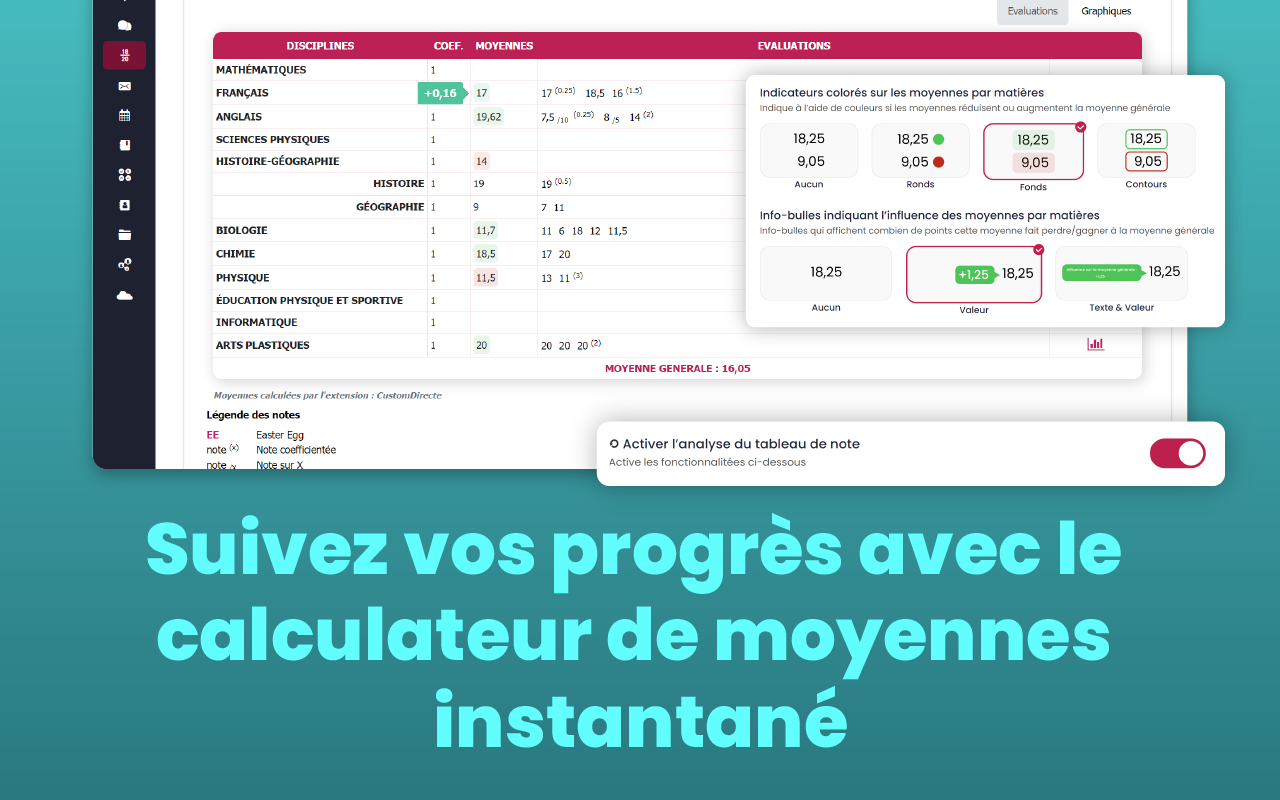 Evaluations Graphiques
18
20
DISCIPLINES COEF. MOYENNES EVALUATIONS
MATHÉMATIQUES 1
FRANÇAIS +0,16 17 17 (0.25) 18,5 16 (1.5)
ANGLAIS 1 19,62 7,5 /10 (0.25) 8 /5 14 (2)
SCIENCES PHYSIQUES 1
HISTOIRE-GÉOGRAPHIE 1 14
HISTOIRE 1 19 19 (0.5)
GÉOGRAPHIE 1 9 7 11
BIOLOGIE 1 11,7 11 6 18 12 11,5
CHIMIE 1 18,5 17 20
PHYSIQUE 1 11,5 13 11 (3)
ÉDUCATION PHYSIQUE ET SPORTIVE 1
INFORMATIQUE 1
ARTS PLASTIQUES 1 20 20 20 20 (2)
MOYENNE GENERALE : 16,05
Moyennes calculées par l'extension : CustomDirecte
Légende des notes
EE Easter Egg
note (x) Note coefficientée
note /x Note sur X
Indicateurs colorés sur les moyennes par matières
Indique à l'aide de couleurs si les moyennes réduisent ou augmentent la moyenne générale
18,25 18,25 18,25 18,25
9,05 9,05 9,05 9,05
Aucun Ronds Fonds Contours
Info-bulles indiquant l'influence des moyennes par matières
Info-bulles qui affichent combien de points cette moyenne fait perdre/gagner à la moyenne générale
18,25 +1,25 18,25 Influence sur la moyenne générale : 18,25
+1,25
Aucun Valeur Texte & Valeur
Activer l'analyse du tableau de note
Active les fonctionnalitées ci-dessous
Suivez vos progrès avec le
calculateur de moyennes
instantané